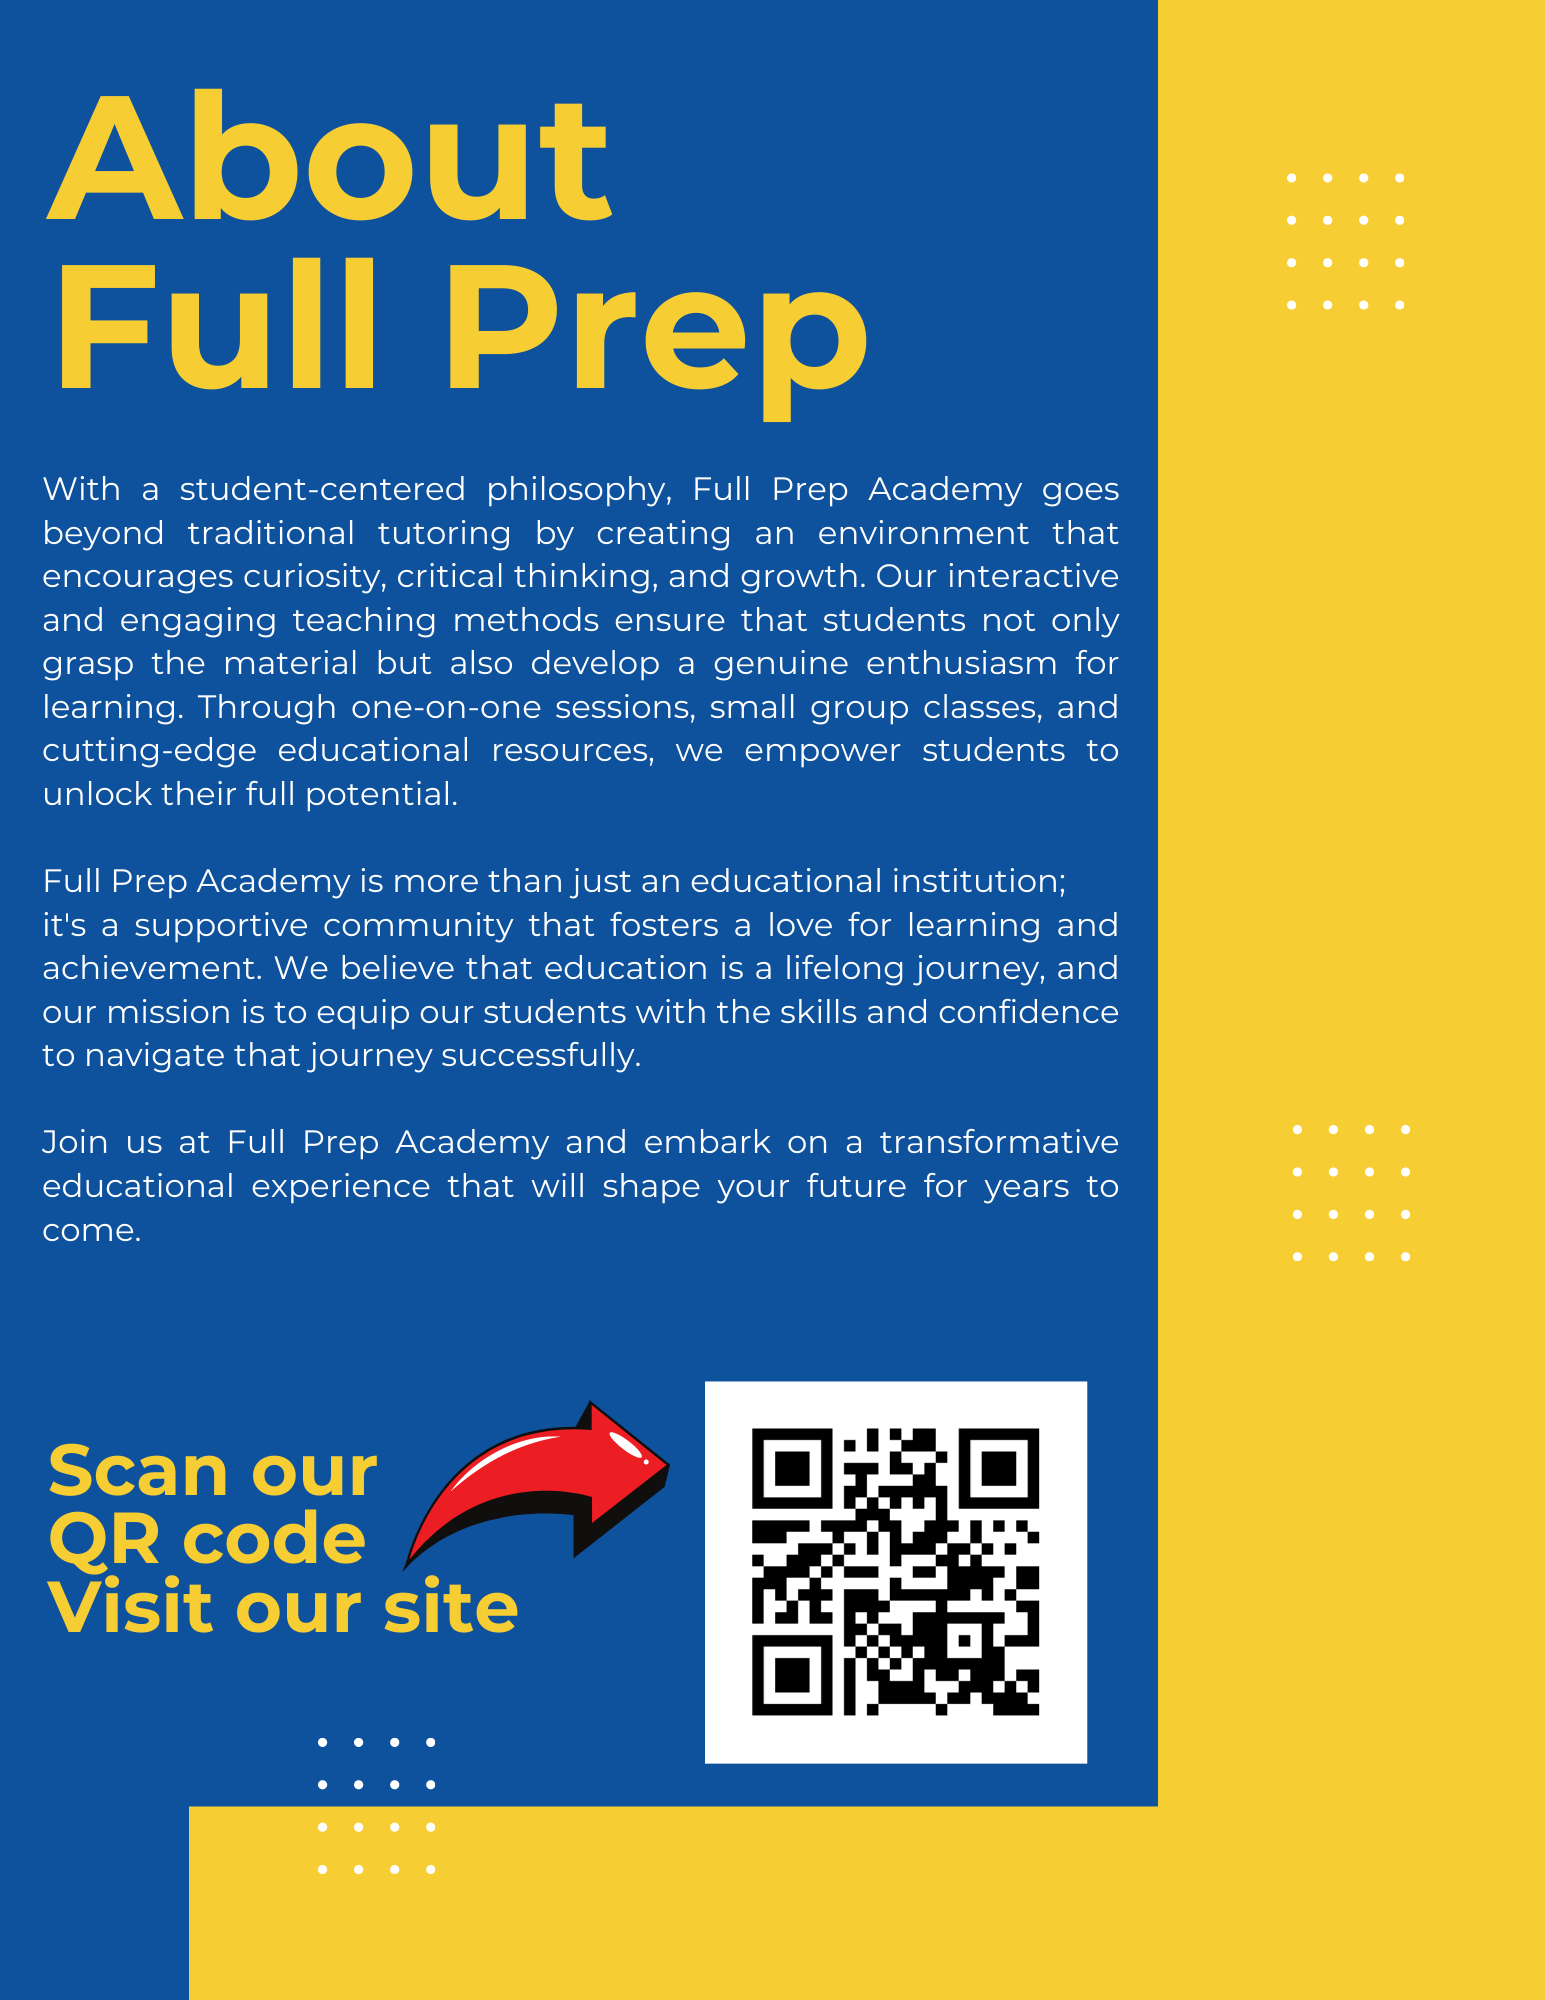 About
Full Prep
With a student-centered philosophy, Full Prep Academy goes
beyond traditional tutoring by creating an environment that
encourages curiosity, critical thinking, and growth. Our interactive
and engaging teaching methods ensure that students not only
grasp the material but also develop a genuine enthusiasm for
learning. Through one-on-one sessions, small group classes, and
cutting-edge educational resources, we empower students to
unlock their full potential.
Full Prep Academy is more than just an educational institution;
it's a supportive community that fosters a love for learning and
achievement. We believe that education is a lifelong journey, and
our mission is to equip our students with the skills and confidence
to navigate that journey successfully.
Join us at Full Prep Academy and embark on a transformative
educational experience that will shape your future for years to
come.
Scan our
QR code
Visit our site